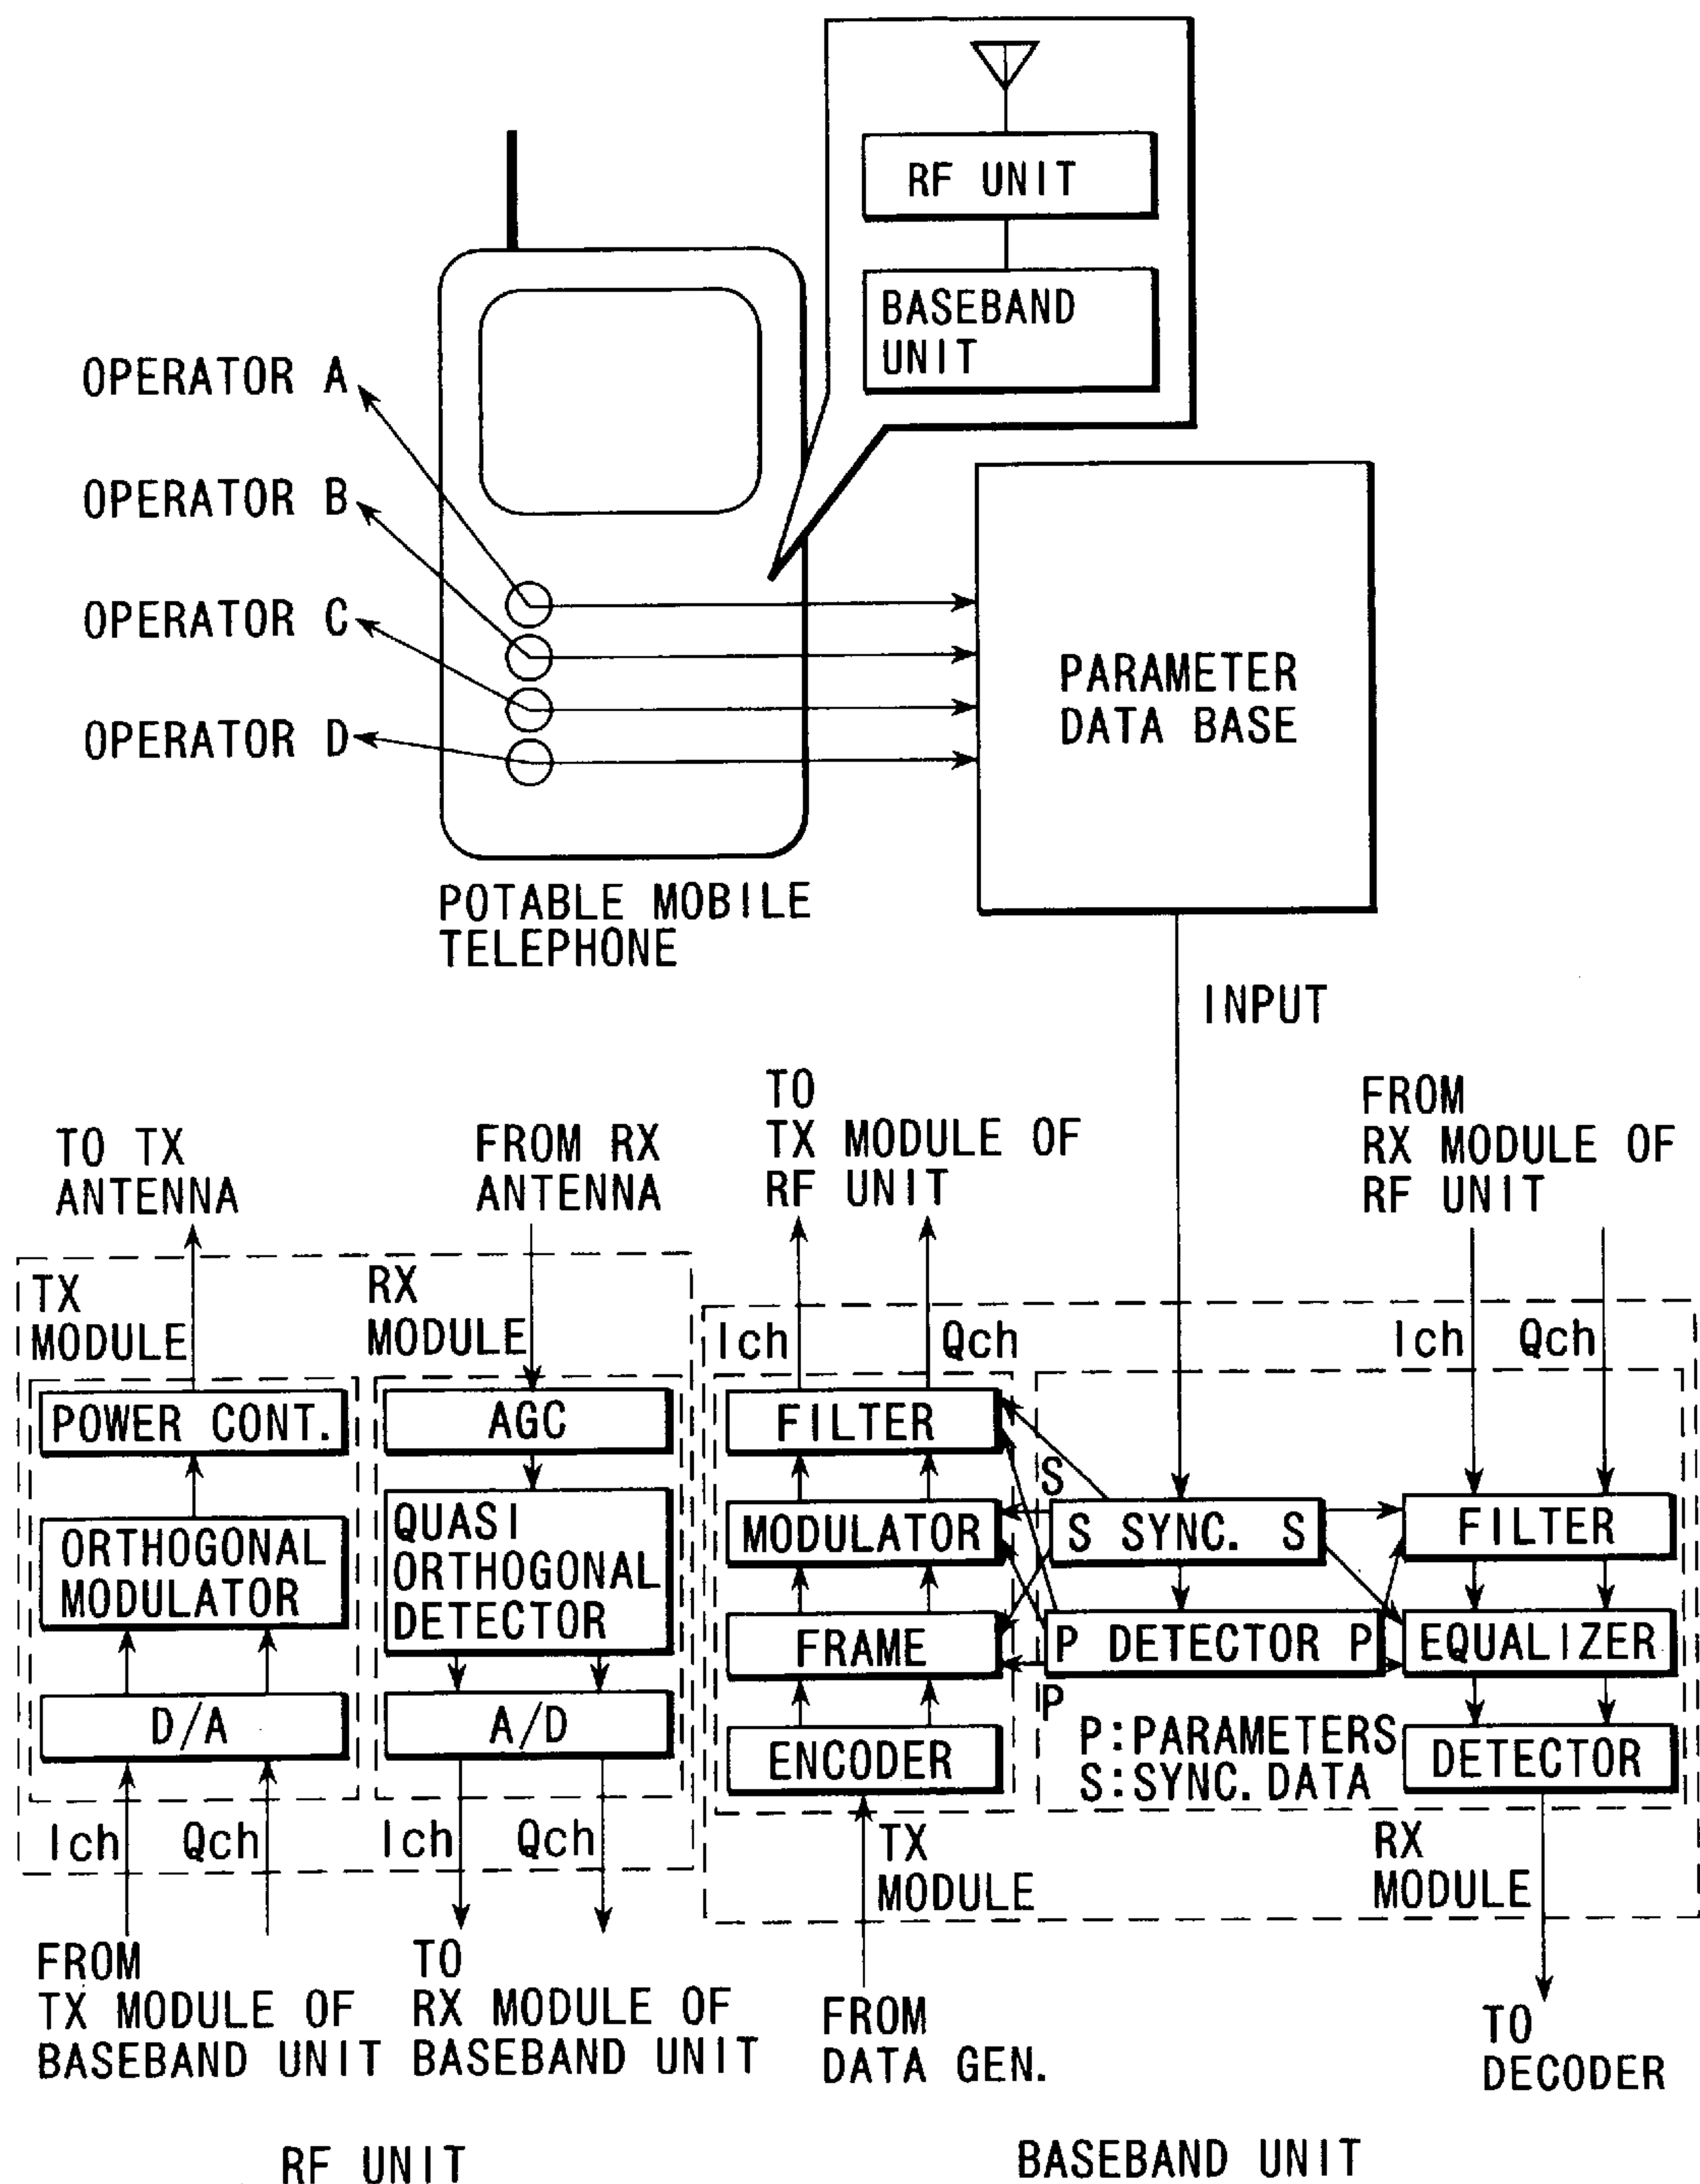 RF UNIT
BASEBAND
UNIT
OPERATOR A
OPERATOR B
OPERATOR C
OPERATOR D
PARAMETER
DATA BASE
POTABLE MOBILE
TELEPHONE
INPUT
TO TX
ANTENNA
FROM RX
ANTENNA
TO
TX MODULE OF
RF UNIT
FROM
RX MODULE OF
RF UNIT
TX
MODULE
RX
MODULE
Ich
Qch
Ich
Qch
POWER CONT.
AGC
FILTER
S
ORTHOGONAL
MODULATOR
QUASI
ORTHOGONAL
DETECTOR
MODULATOR
S SYNC. S
FILTER
FRAME
P DETECTOR P
EQUALIZER
P
D/A
A/D
ENCODER
P:PARAMETERS
S:SYNC. DATA
DETECTOR
Ich
Qch
Ich
Qch
TX
MODULE
RX
MODULE
FROM
TX MODULE OF
BASEBAND UNIT
TO
RX MODULE OF
BASEBAND UNIT
FROM
DATA GEN.
TO
DECODER
RF UNIT
BASEBAND UNIT